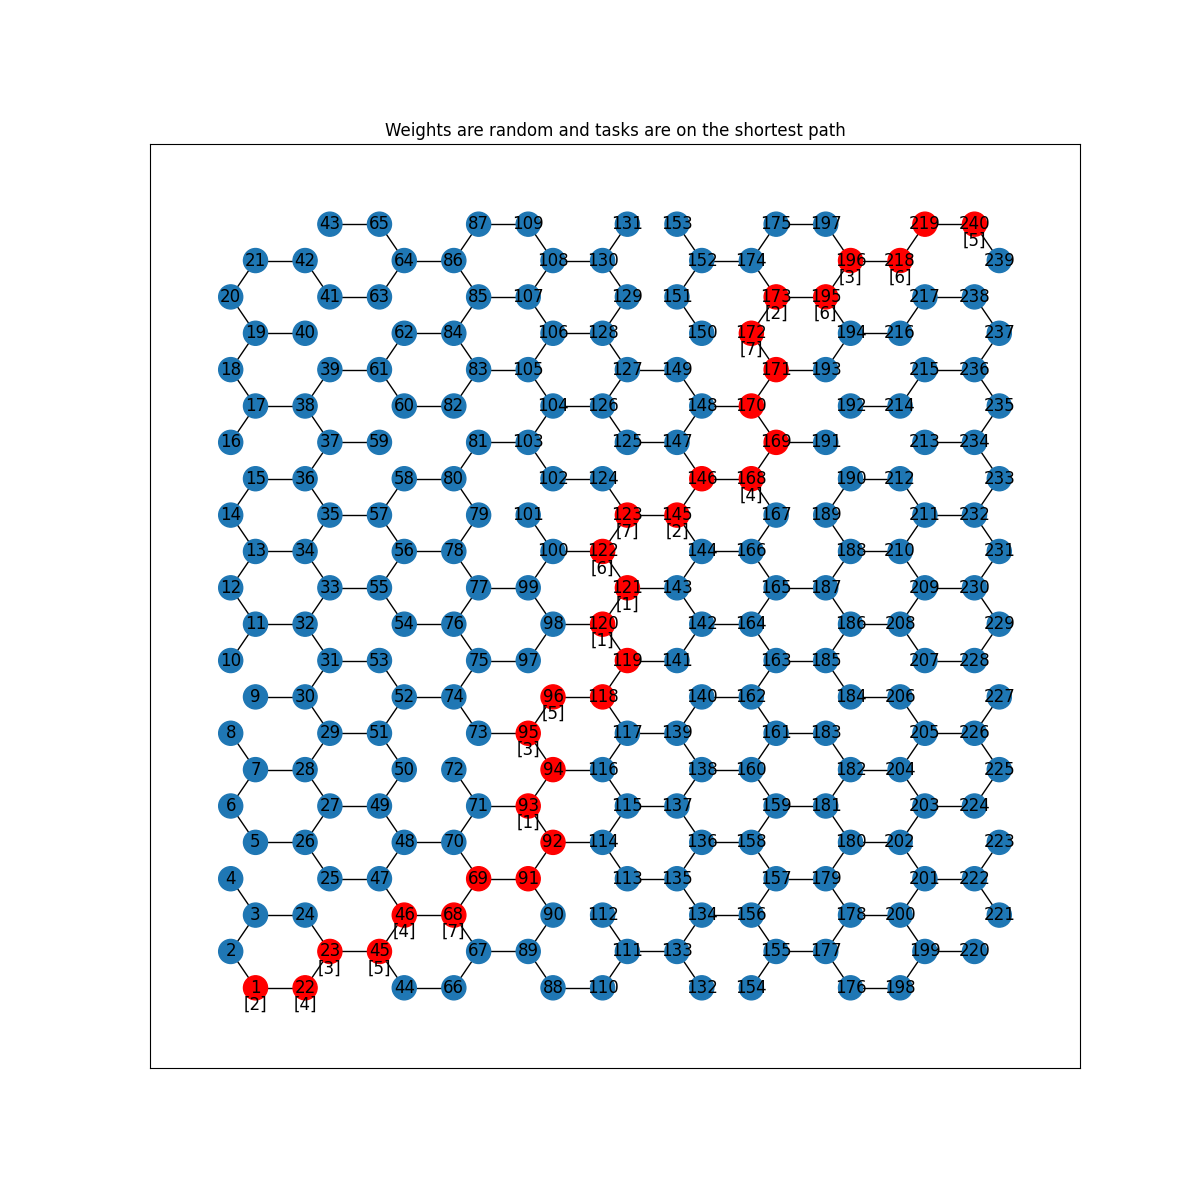 Weights are random and tasks are on the shortest path
43 65 87 109 131 153 175 197 219 240
[5]
21 42 64 86 108 130 152 174 196 218 239
[3] [6]
20 41 63 85 107 129 151 173 195 217 238
[2] [6]
19 40 62 84 106 128 150 172 194 216 237
[7]
18 39 61 83 105 127 149 171 193 215 236
17 38 60 82 104 126 148 170 192 214 235
16 37 59 81 103 125 147 169 191 213 234
15 36 58 80 102 124 146 168 190 212 233
[4]
14 35 57 79 101 123 145 167 189 211 232
[7] [2]
13 34 56 78 100 122 144 166 188 210 231
[6]
12 33 55 77 99 121 143 165 187 209 230
[1]
11 32 54 76 98 120 142 164 186 208 229
[1]
10 31 53 75 97 119 141 163 185 207 228
9 30 52 74 96 118 140 162 184 206 227
[5]
8 29 51 73 95 117 139 161 183 205 226
[3]
7 28 50 72 94 116 138 160 182 204 225
6 27 49 71 93 115 137 159 181 203 224
[1]
5 26 48 70 92 114 136 158 180 202 223
4 25 47 69 91 113 135 157 179 201 222
3 24 46 68 90 112 134 156 178 200 221
[4] [7]
2 23 45 67 89 111 133 155 177 199 220
[3] [5]
1 22 44 66 88 110 132 154 176 198
[2] [4]